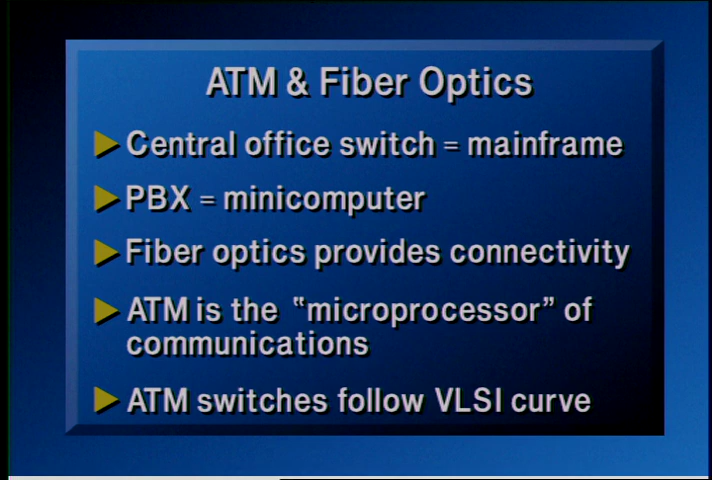 ATM & Fiber Optics
Central office switch = mainframe
PBX = minicomputer
Fiber optics provides connectivity
ATM is the "microprocessor" of
communications
ATM switches follow VLSI curve